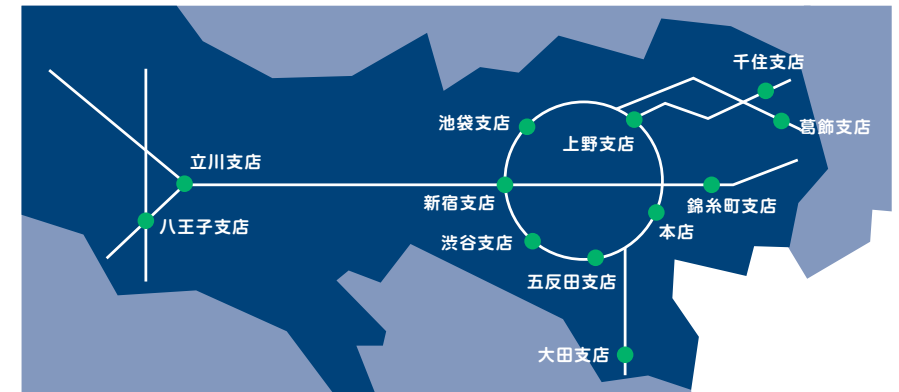 千住支店
池袋支店
葛飾支店
上野支店
立川支店
新宿支店
錦糸町支店
八王子支店
本店
渋谷支店
五反田支店
大田支店